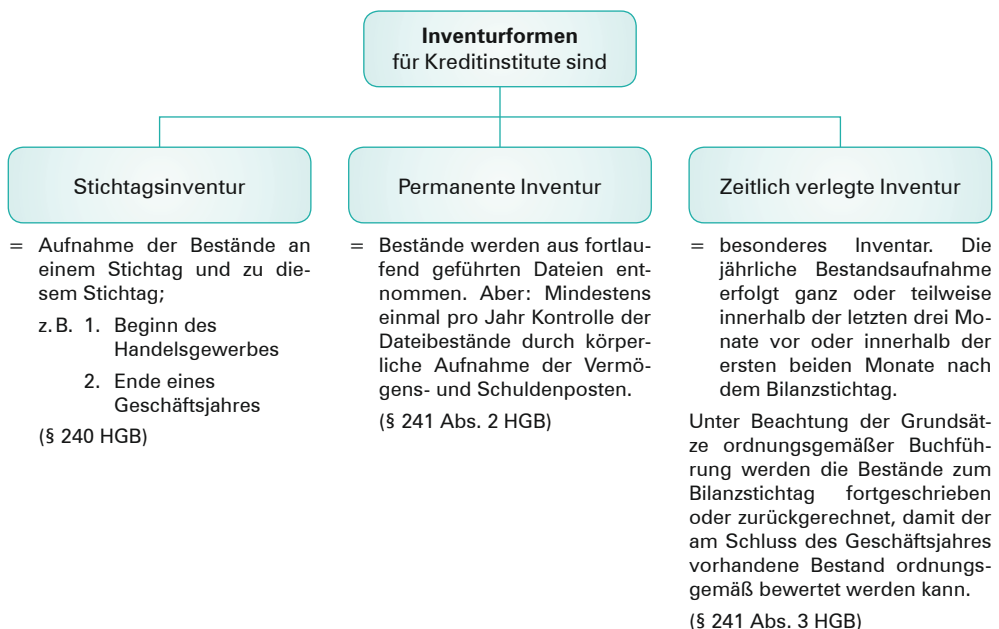 Inventurformen
für Kreditinstitute sind
Stichtagsinventur
= Aufnahme der Bestände an
einem Stichtag und zu die-
sem Stichtag;
z.B. 1. Beginn des
Handelsgewerbes
2. Ende eines
Geschäftsjahres
(§ 240 HGB)
Permanente Inventur
= Bestände werden aus fortlau-
fend geführten Dateien ent-
nommen. Aber: Mindestens
einmal pro Jahr Kontrolle der
Dateibestände durch körper-
liche Aufnahme der Vermö-
gens- und Schuldenposten.
(§ 241 Abs. 2 HGB)
Zeitlich verlegte Inventur
= besonderes Inventar. Die
jährliche Bestandsaufnahme
erfolgt ganz oder teilweise
innerhalb der letzten drei Mo-
nate vor oder innerhalb der
ersten beiden Monate nach
dem Bilanzstichtag.
Unter Beachtung der Grundsät-
ze ordnungsgemäßer Buchfüh-
rung werden die Bestände zum
Bilanzstichtag fortgeschrieben
oder zurückgerechnet, damit der
am Schluss des Geschäftsjahres
vorhandene Bestand ordnungs-
gemäß bewertet werden kann.
(§ 241 Abs. 3 HGB)